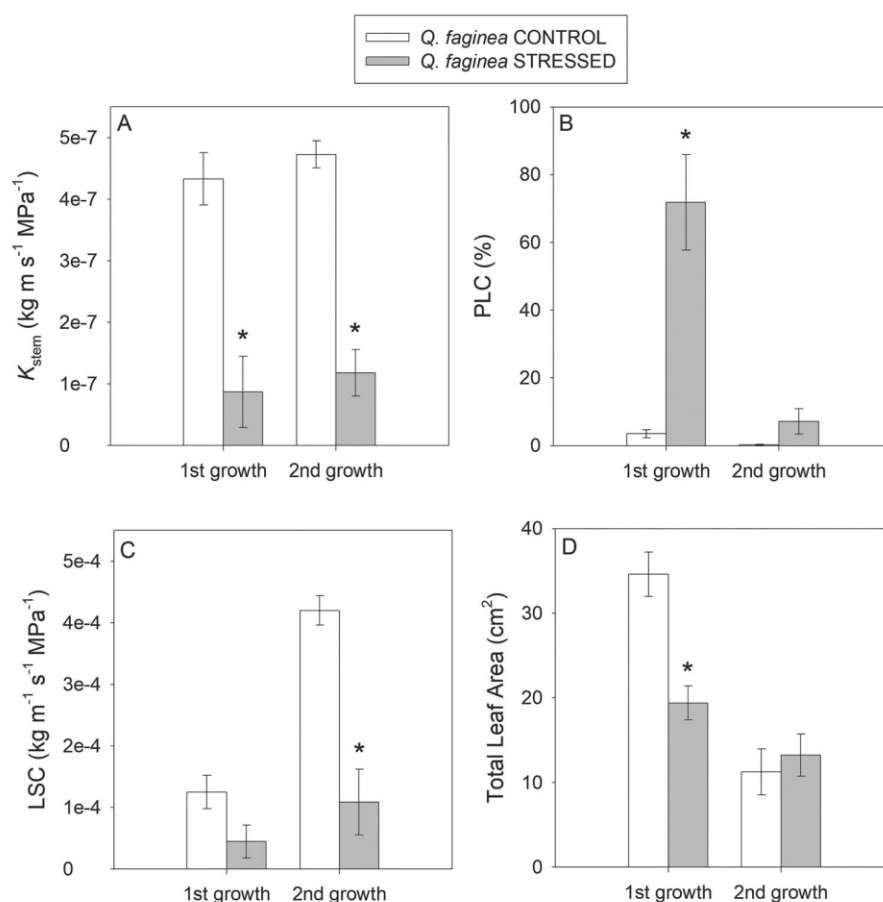 Q. faginea CONTROL
Q. faginea STRESSED
A
Kstem (kg m s⁻¹ MPa⁻¹)
5e-7
4e-7
3e-7
2e-7
1e-7
0
*
*
1st growth
2nd growth
B
PLC (%)
100
80
60
40
20
0
*
1st growth
2nd growth
C
LSC (kg m⁻¹ s⁻¹ MPa⁻¹)
5e-4
4e-4
3e-4
2e-4
1e-4
0
*
1st growth
2nd growth
D
Total Leaf Area (cm²)
40
30
20
10
0
*
1st growth
2nd growth